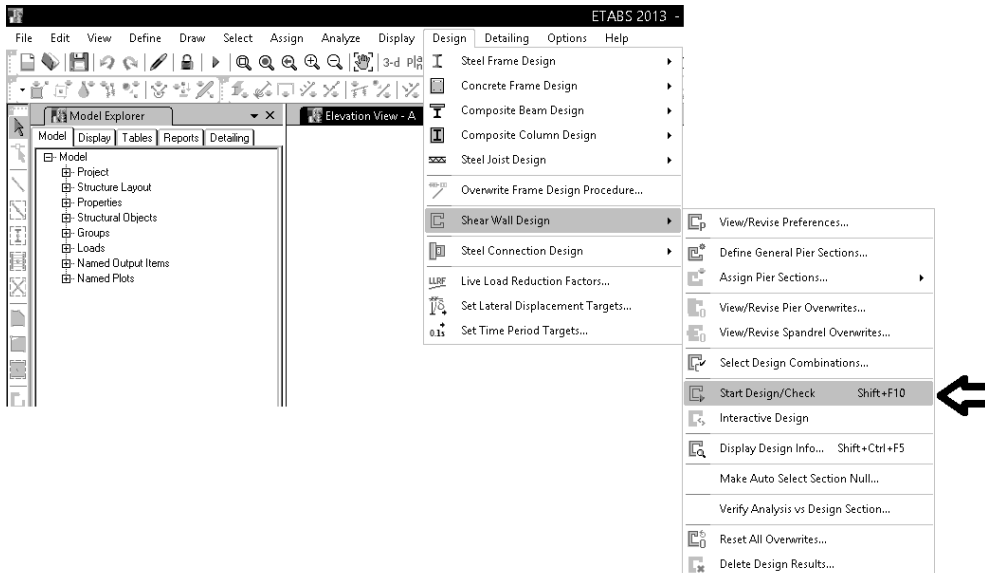 ETABS 2013 -
File Edit View Define Draw Select Assign Analyze Display Design Detailing Options Help
3-d
Model Explorer
Elevation View - A
Model Display Tables Reports Detailing
Model
Project
Structure Layout
Properties
Structural Objects
Groups
Loads
Named Output Items
Named Plots
Steel Frame Design
Concrete Frame Design
Composite Beam Design
Composite Column Design
Steel Joist Design
Overwrite Frame Design Procedure...
Shear Wall Design
Steel Connection Design
LLRF Live Load Reduction Factors...
Set Lateral Displacement Targets...
0.1s Set Time Period Targets...
View/Revise Preferences...
Define General Pier Sections...
Assign Pier Sections...
View/Revise Pier Overwrites...
View/Revise Spandrel Overwrites...
Select Design Combinations...
Start Design/Check Shift+F10
Interactive Design
Display Design Info... Shift+Ctrl+F5
Make Auto Select Section Null...
Verify Analysis vs Design Section...
Reset All Overwrites...
Delete Design Results...